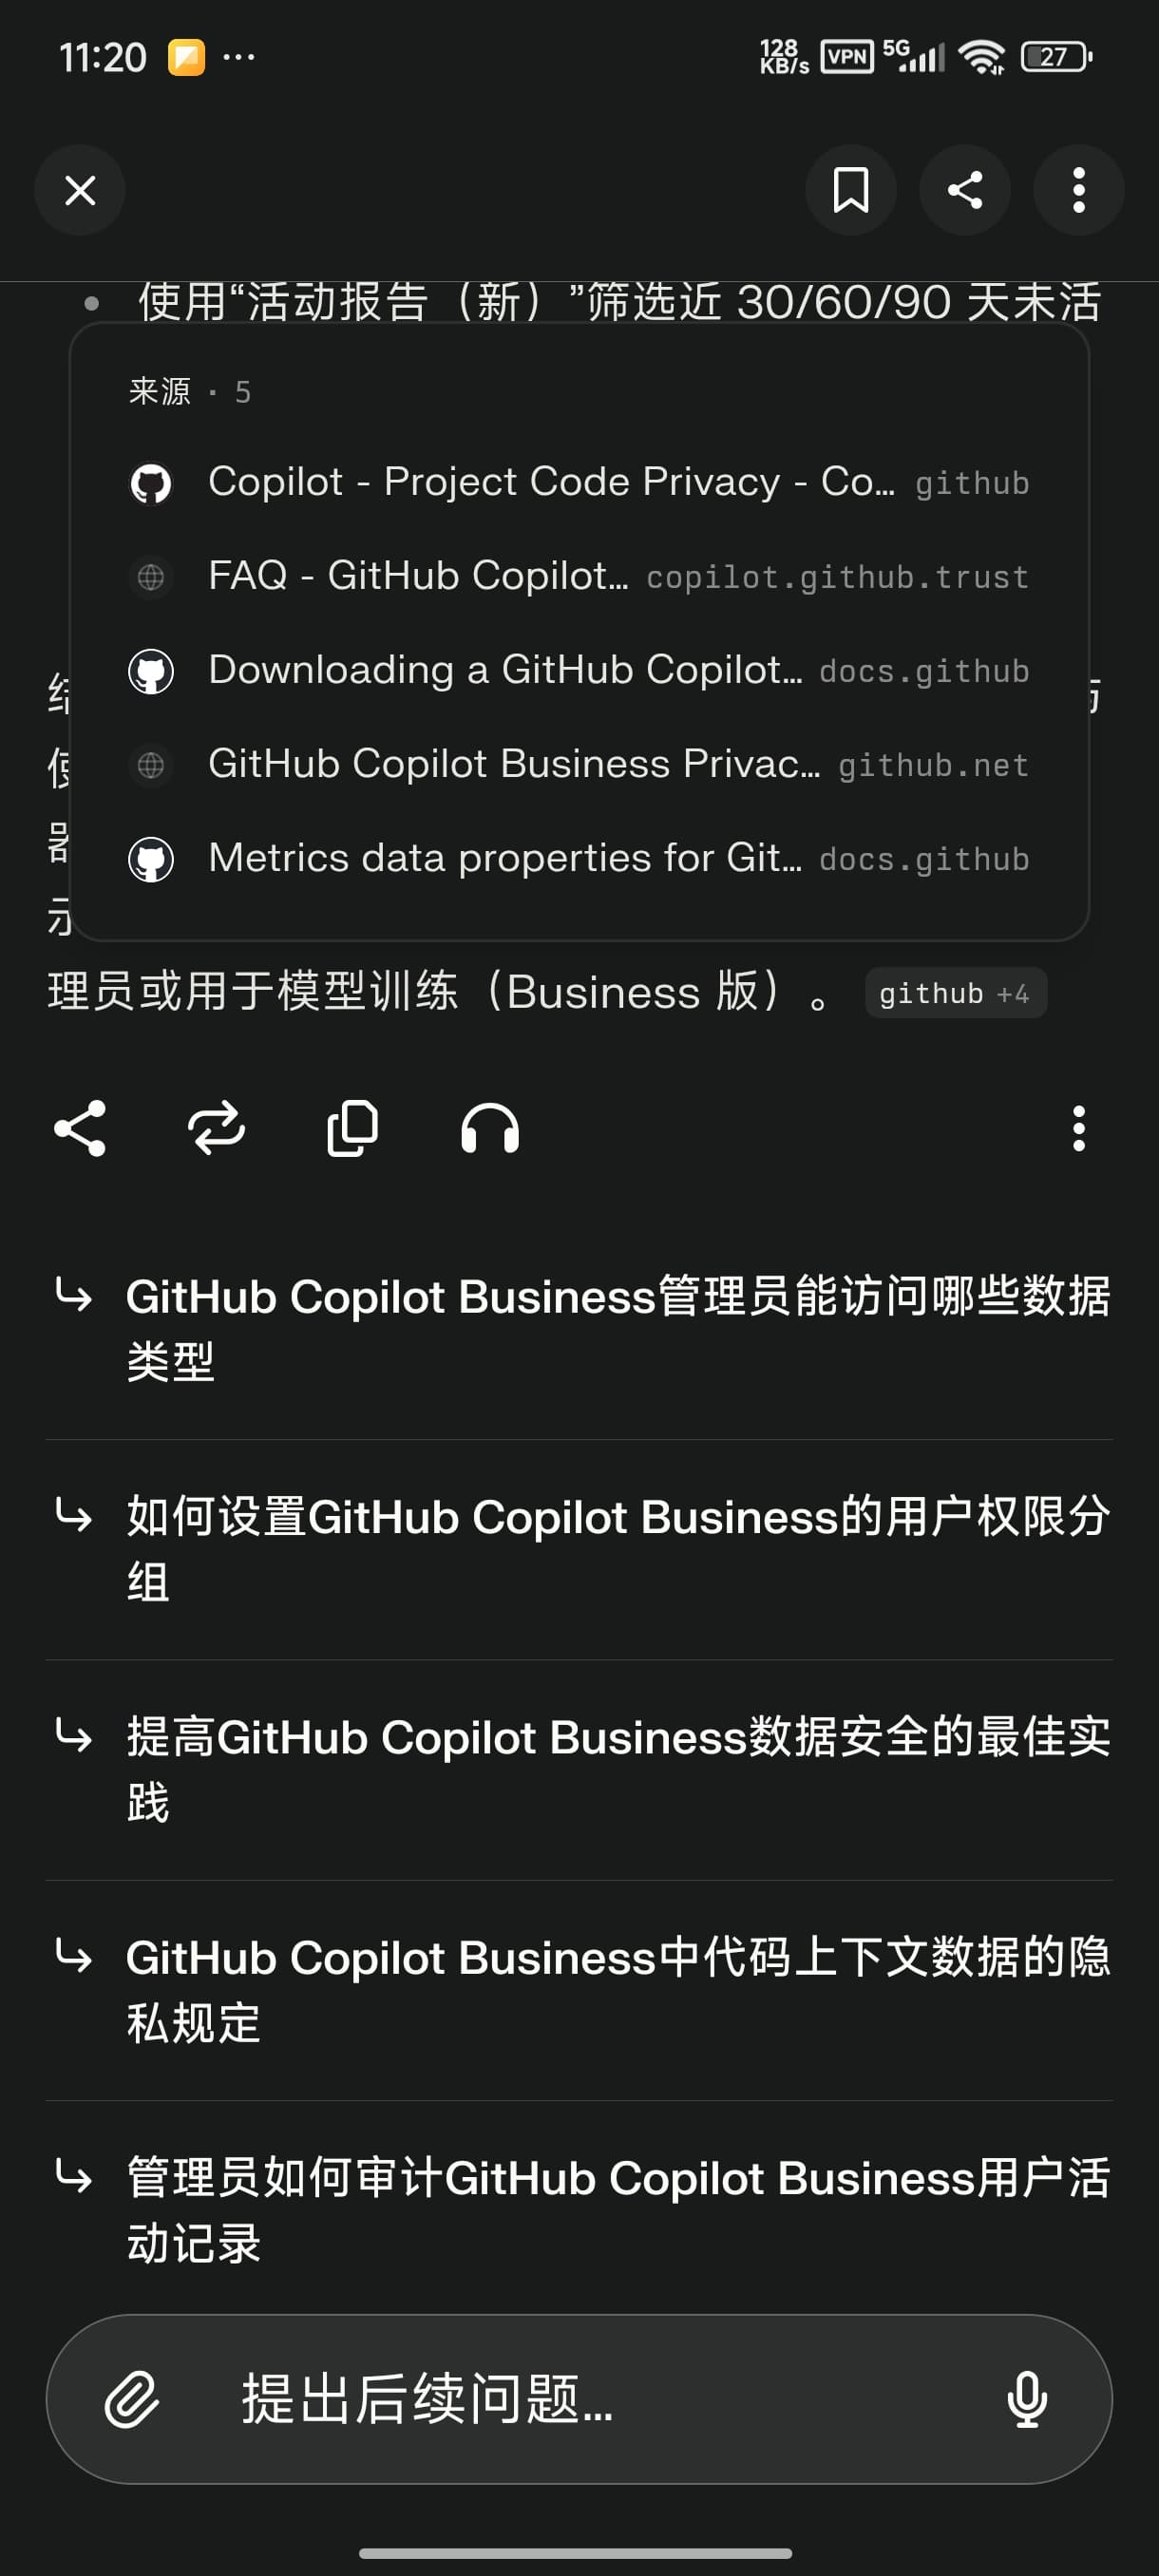 11:20
128 KB/s VPN 5G 27
使用“活动报告（新）”筛选近 30/60/90 天未活
来源 · 5
Copilot - Project Code Privacy - Co... github
FAQ - GitHub Copilot... copilot.github.trust
Downloading a GitHub Copilot... docs.github
GitHub Copilot Business Privac... github.net
Metrics data properties for Git... docs.github
理员或用于模型训练（Business 版）。 github +4
GitHub Copilot Business管理员能访问哪些数据
类型
如何设置GitHub Copilot Business的用户权限分
组
提高GitHub Copilot Business数据安全的最佳实
践
GitHub Copilot Business中代码上下文数据的隐
私规定
管理员如何审计GitHub Copilot Business用户活
动记录
提出后续问题...